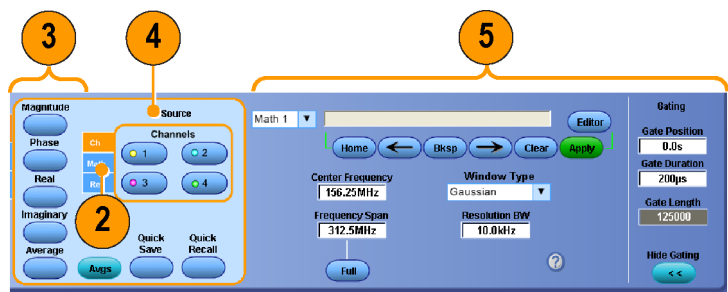 3
4
5
Magnitude
Phase
Real
Imaginary
Average
Source
Ch
Math
2
Channels
1
2
3
4
Avgs
Quick
Save
Quick
Recall
Math 1
Editor
Home
Bksp
Clear
Apply
Center Frequency
156.25MHz
Window Type
Gaussian
Frequency Span
312.5MHz
Resolution BW
10.0kHz
Full
?
Gating
Gate Position
0.0s
Gate Duration
200µs
Gate Length
125000
Hide Gating
<<